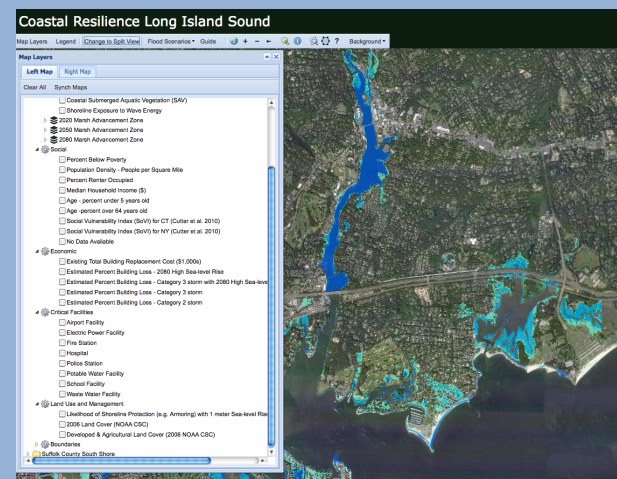 Coastal Resilience Long Island Sound
Map Layers Legend Change to Split View Flood Scenarios Guide + - ? Background
Map Layers
Left Map Right Map
Clear All Synch Maps
Coastal Submerged Aquatic Vegetation (SAV)
Shoreline Exposure to Wave Energy
2020 Marsh Advancement Zone
2050 Marsh Advancement Zone
2080 Marsh Advancement Zone
Social
Percent Below Poverty
Population Density - People per Square Mile
Percent Renter Occupied
Median Household Income ($)
Age - percent under 5 years old
Age -percent over 64 years old
Social Vulnerability Index (SoVI) for CT (Cutter et al. 2010)
Social Vulnerability Index (SoVI) for NY (Cutter et al. 2010)
No Data Available
Economic
Existing Total Building Replacement Cost ($1,000s)
Estimated Percent Building Loss - 2080 High Sea-level Rise
Estimated Percent Building Loss - Category 3 storm with 2080 High Sea-leve
Estimated Percent Building Loss - Category 3 storm
Estimated Percent Building Loss - Category 2 storm
Critical Facilities
Airport Facility
Electric Power Facility
Fire Station
Hospital
Police Station
Potable Water Facility
School Facility
Waste Water Facility
Land Use and Management
Likelihood of Shoreline Protection (e.g. Armoring) with 1 meter Sea-level Rise
2006 Land Cover (NOAA CSC)
Developed & Agricultural Land Cover (2006 NOAA CSC)
Boundaries
Suffolk County South Shore